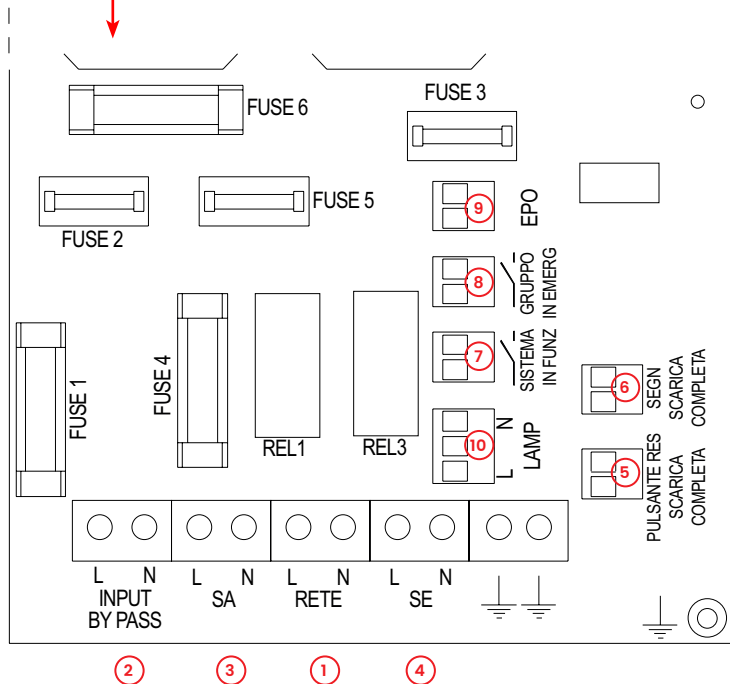 FUSE 6
FUSE 3
FUSE 2
FUSE 5
9
EPO
8
GRUPPO
IN EMERG
7
SISTEMA
IN FUNZ
FUSE 1
FUSE 4
REL1
REL3
10
L N
LAMP
6
SEGN
SCARICA
COMPLETA
5
PULSANTE RES
SCARICA
COMPLETA
L N
INPUT
BY PASS
L N
SA
L N
RETE
L N
SE
2
3
1
4